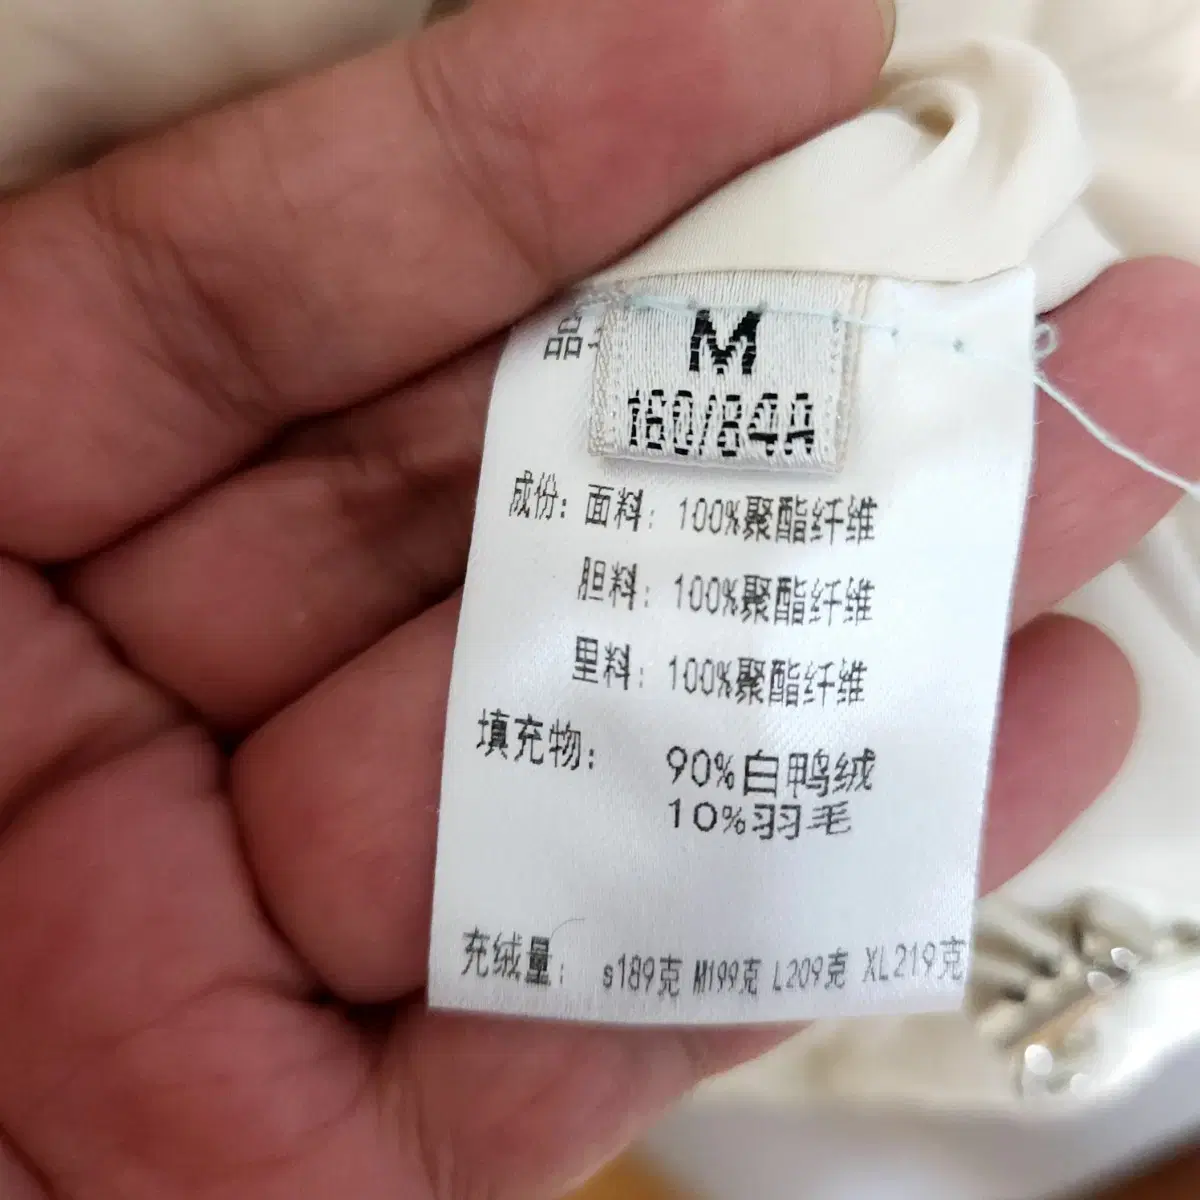 品
M
160/84A
成份: 面料: 100%聚酯纤维
胆料: 100%聚酯纤维
里料: 100%聚酯纤维
填充物: 90%白鸭绒
10%羽毛
充绒量: s189克 M199克 L209克 XL219克